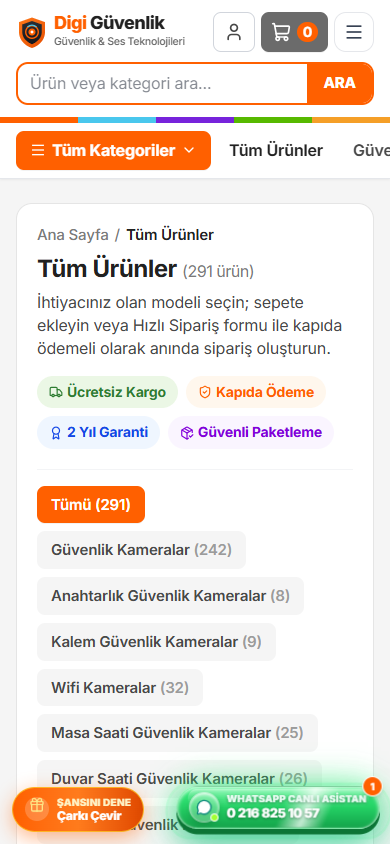 Digi Güvenlik
Güvenlik & Ses Teknolojileri
0
Ürün veya kategori ara...
ARA
Tüm Kategoriler
Tüm Ürünler
Güve
Ana Sayfa / Tüm Ürünler
Tüm Ürünler (291 ürün)
İhtiyacınız olan modeli seçin; sepete
ekleyin veya Hızlı Sipariş formu ile kapıda
ödemeli olarak anında sipariş oluşturun.
Ücretsiz Kargo
Kapıda Ödeme
2 Yıl Garanti
Güvenli Paketleme
Tümü (291)
Güvenlik Kameralar (242)
Anahtarlık Güvenlik Kameralar (8)
Kalem Güvenlik Kameralar (9)
Wifi Kameralar (32)
Masa Saati Güvenlik Kameralar (25)
Duvar Saati Güvenlik Kameralar (26)
ŞANSINI DENE
Çarkı Çevir
WHATSAPP CANLI ASİSTAN
0 216 825 10 57
1